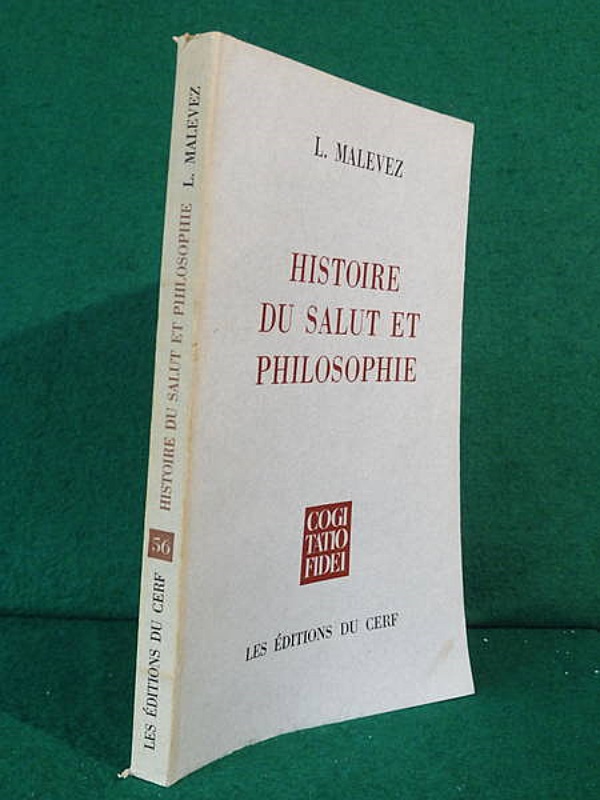 L. MALEVEZ
HISTOIRE
DU SALUT ET
PHILOSOPHIE
COGI
TATIO
FIDEI
LES ÉDITIONS DU CERF
LES ÉDITIONS DU CERF 56 HISTOIRE DU SALUT ET PHILOSOPHIE L. MALEVEZ